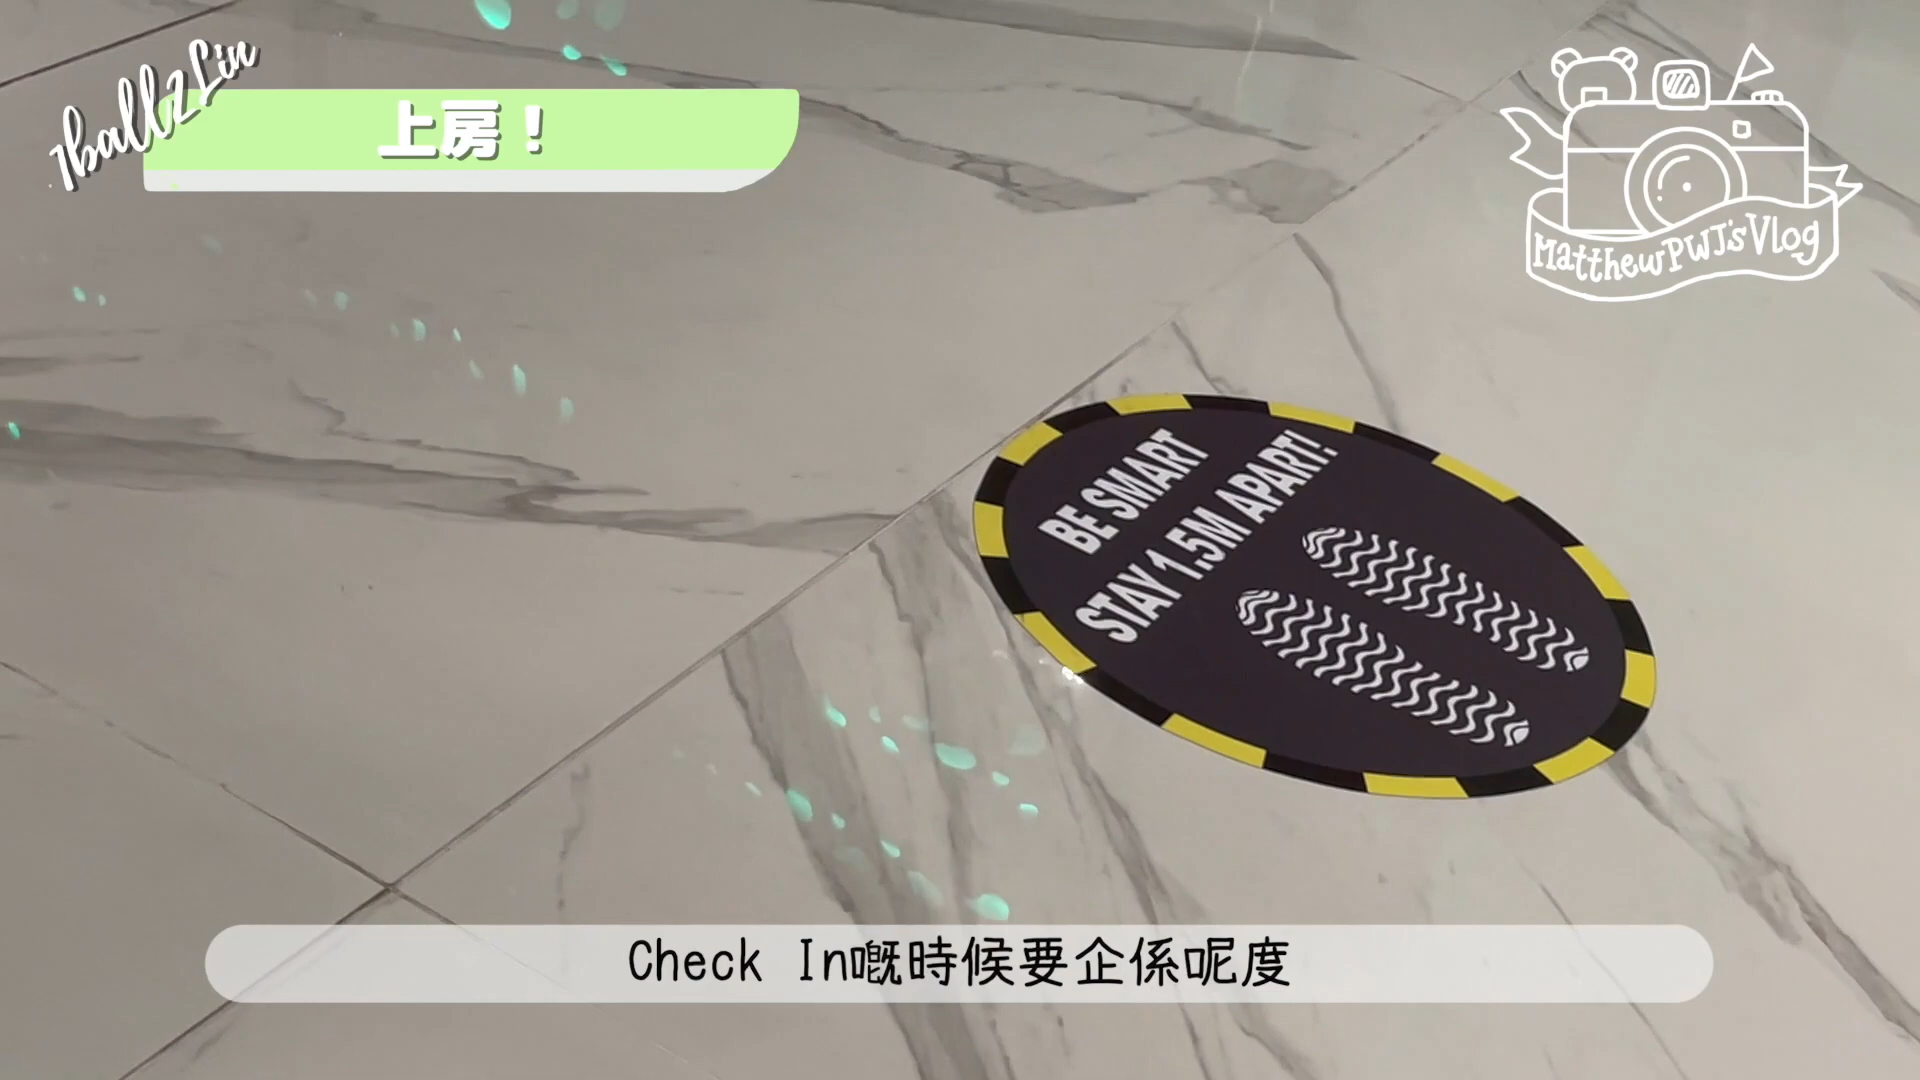 1ballzLin
上房！
MatthewPWJ'sVlog
BE SMART
STAY 1.5M APART!
Check In嘅時候要企係呢度